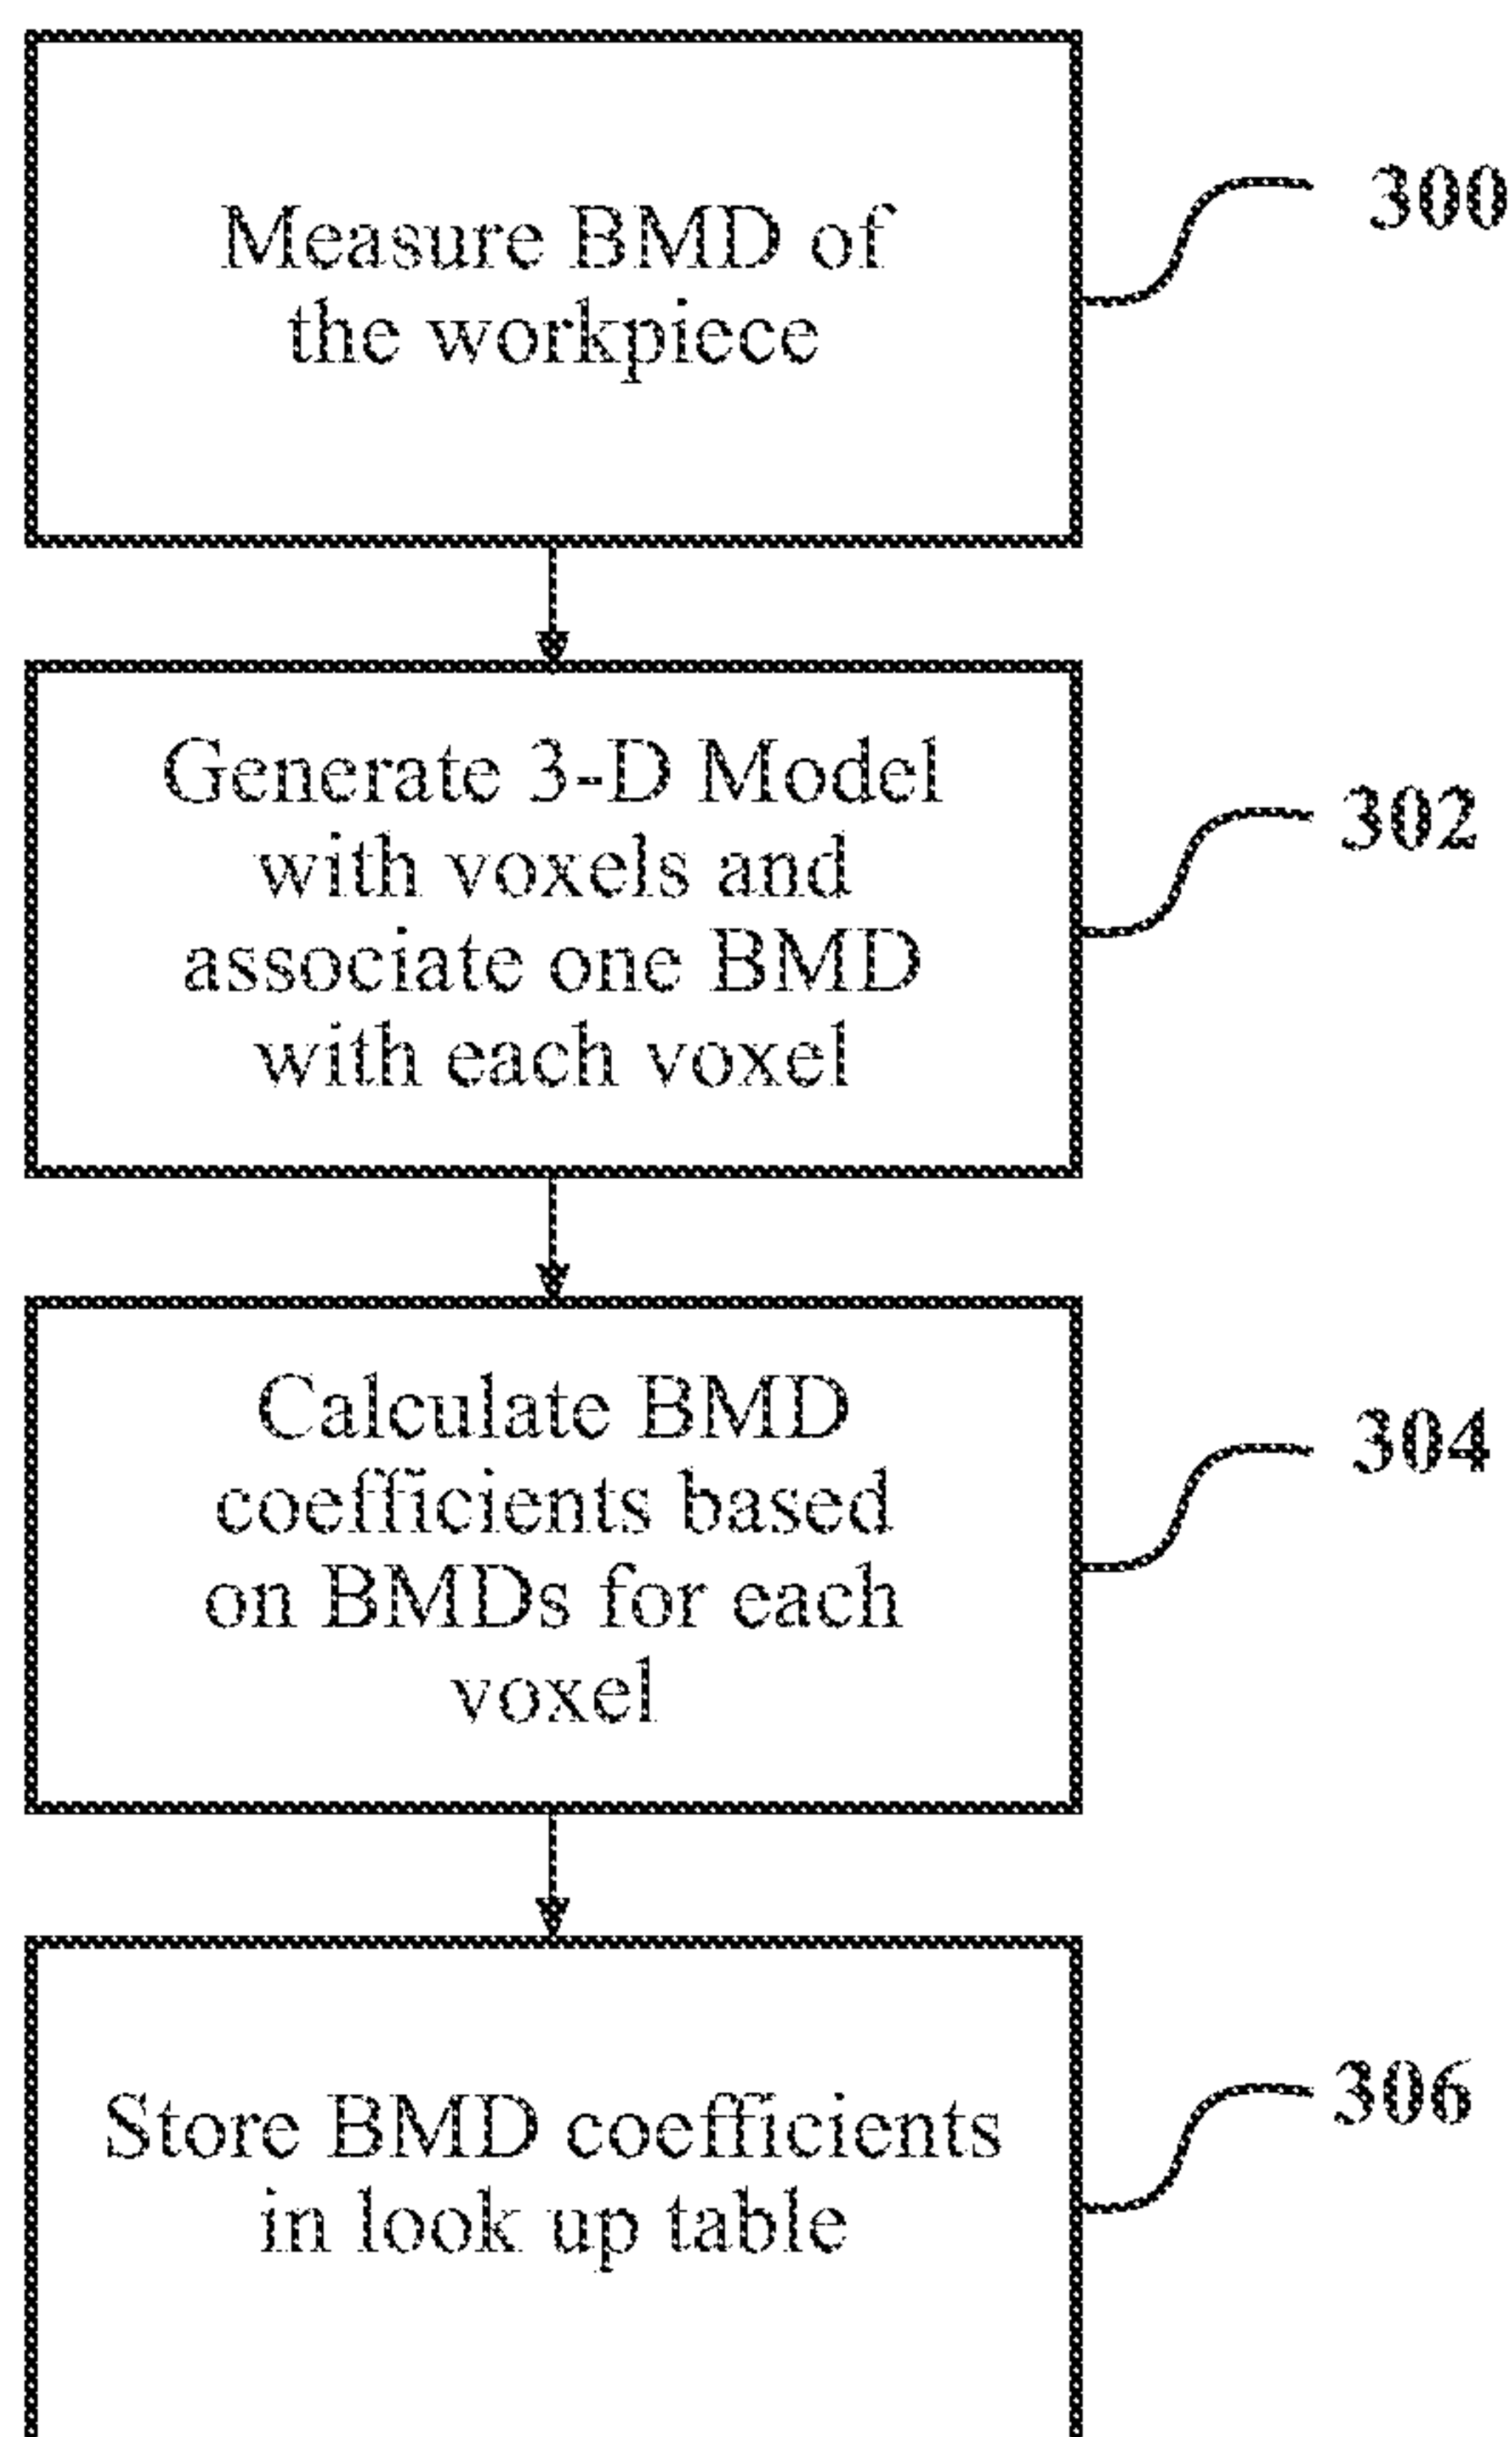 Measure BMD of
the workpiece
300
Generate 3-D Model
with voxels and
associate one BMD
with each voxel
302
Calculate BMD
coefficients based
on BMDs for each
voxel
304
Store BMD coefficients
in look up table
306